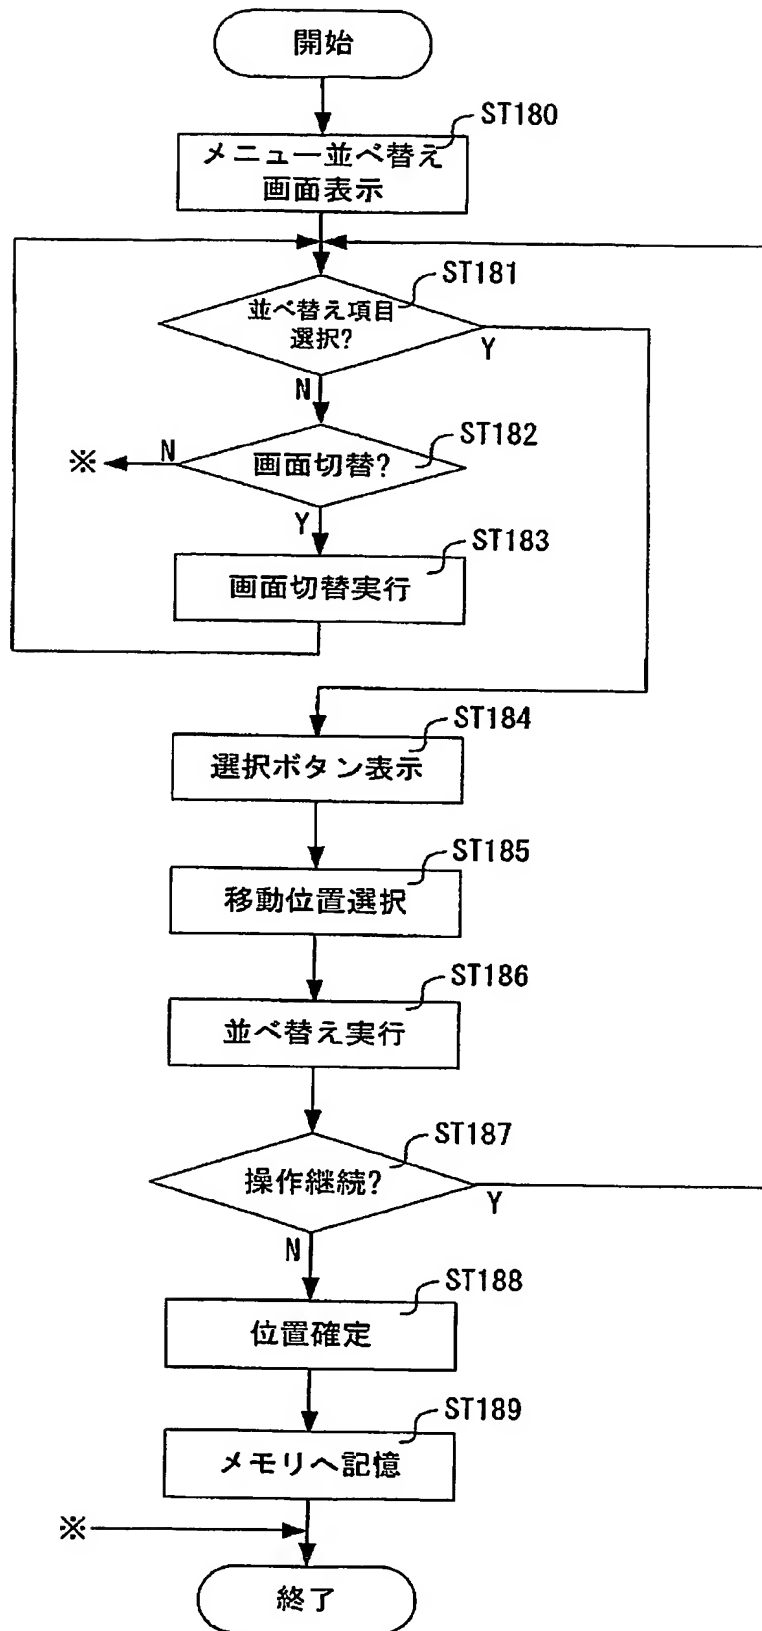 開始
ST180
メニュー並べ替え
画面表示
ST181
並べ替え項目
選択?
Y
N
ST182
画面切替?
N
※
Y
ST183
画面切替実行
ST184
選択ボタン表示
ST185
移動位置選択
ST186
並べ替え実行
ST187
操作継続?
Y
N
ST188
位置確定
ST189
メモリへ記憶
※
終了